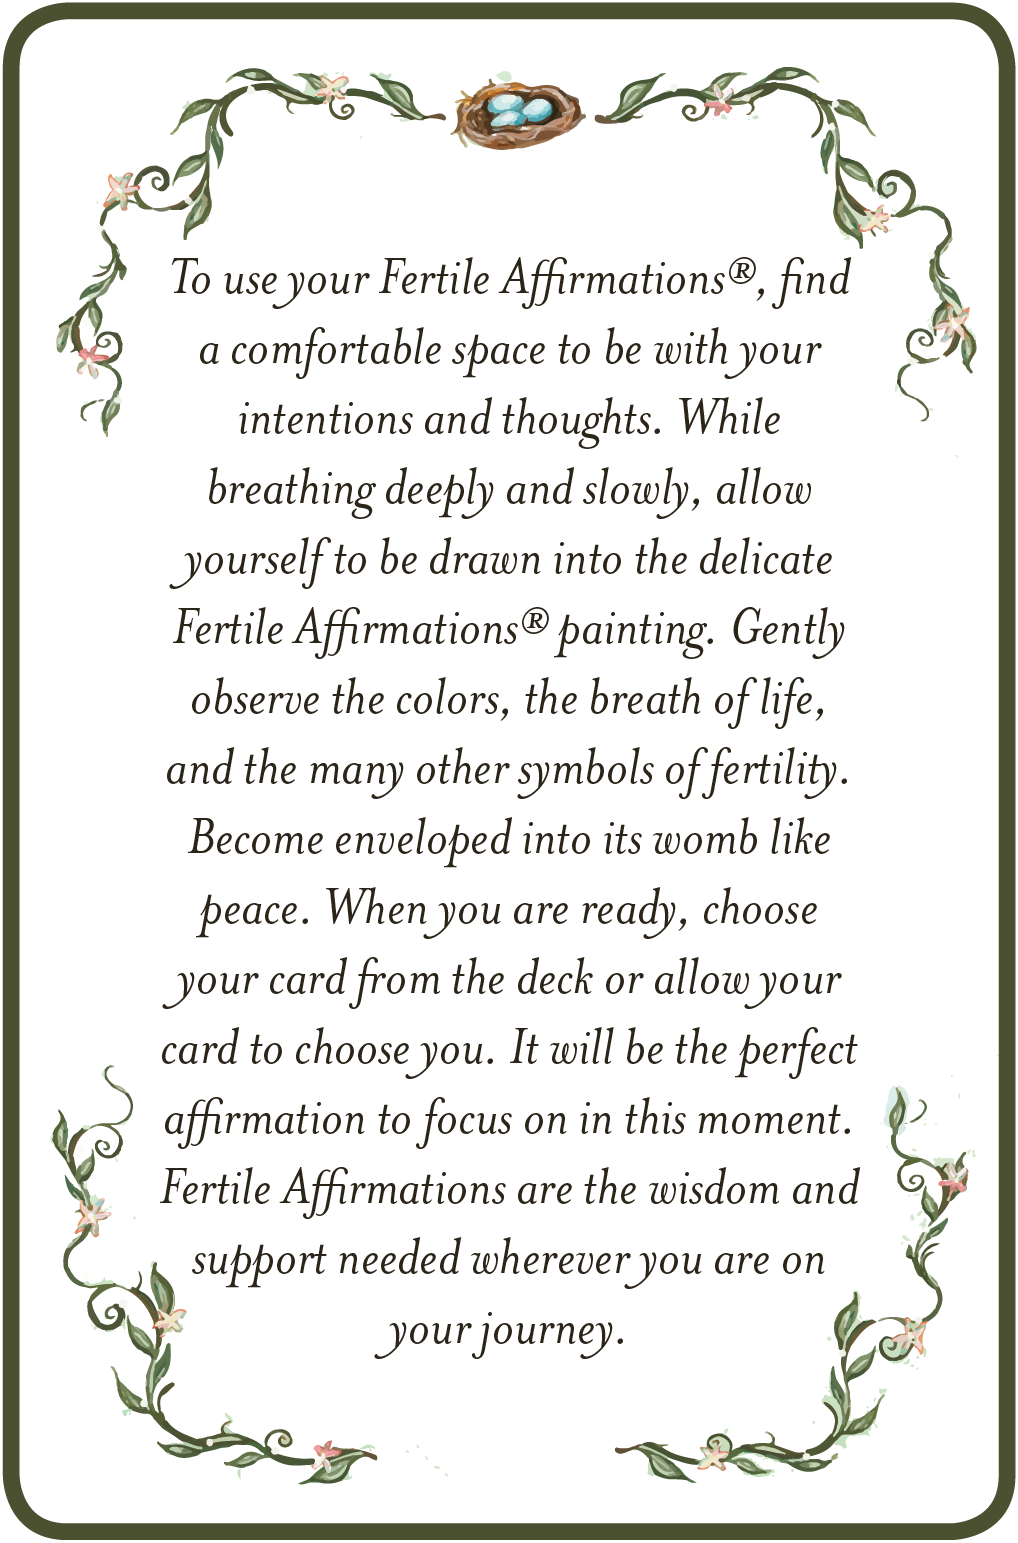 To use your Fertile Affirmations®, find
a comfortable space to be with your
intentions and thoughts. While
breathing deeply and slowly, allow
yourself to be drawn into the delicate
Fertile Affirmations® painting. Gently
observe the colors, the breath of life,
and the many other symbols of fertility.
Become enveloped into its womb like
peace. When you are ready, choose
your card from the deck or allow your
card to choose you. It will be the perfect
affirmation to focus on in this moment.
Fertile Affirmations are the wisdom and
support needed wherever you are on
your journey.